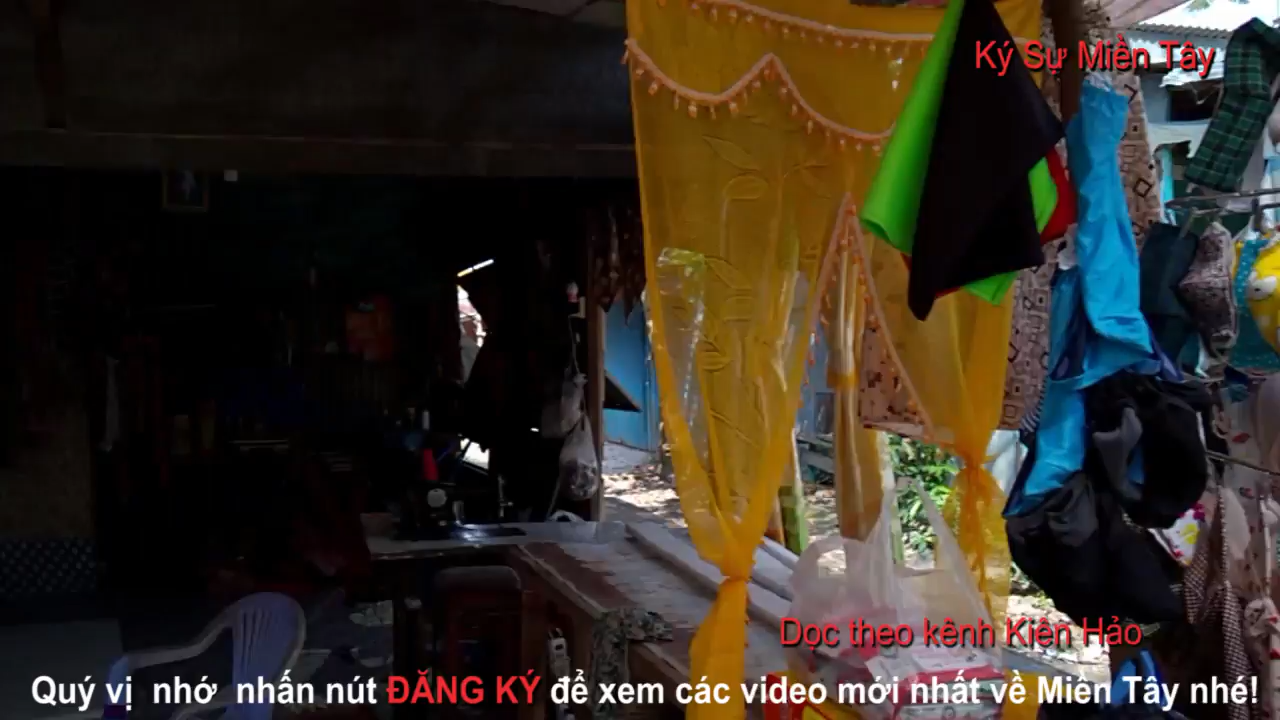 Ký Sự Miền Tây
Dọc theo kênh Kiên Hảo
Quý vị nhớ nhấn nút ĐĂNG KÝ để xem các video mới nhất về Miền Tây nhé!